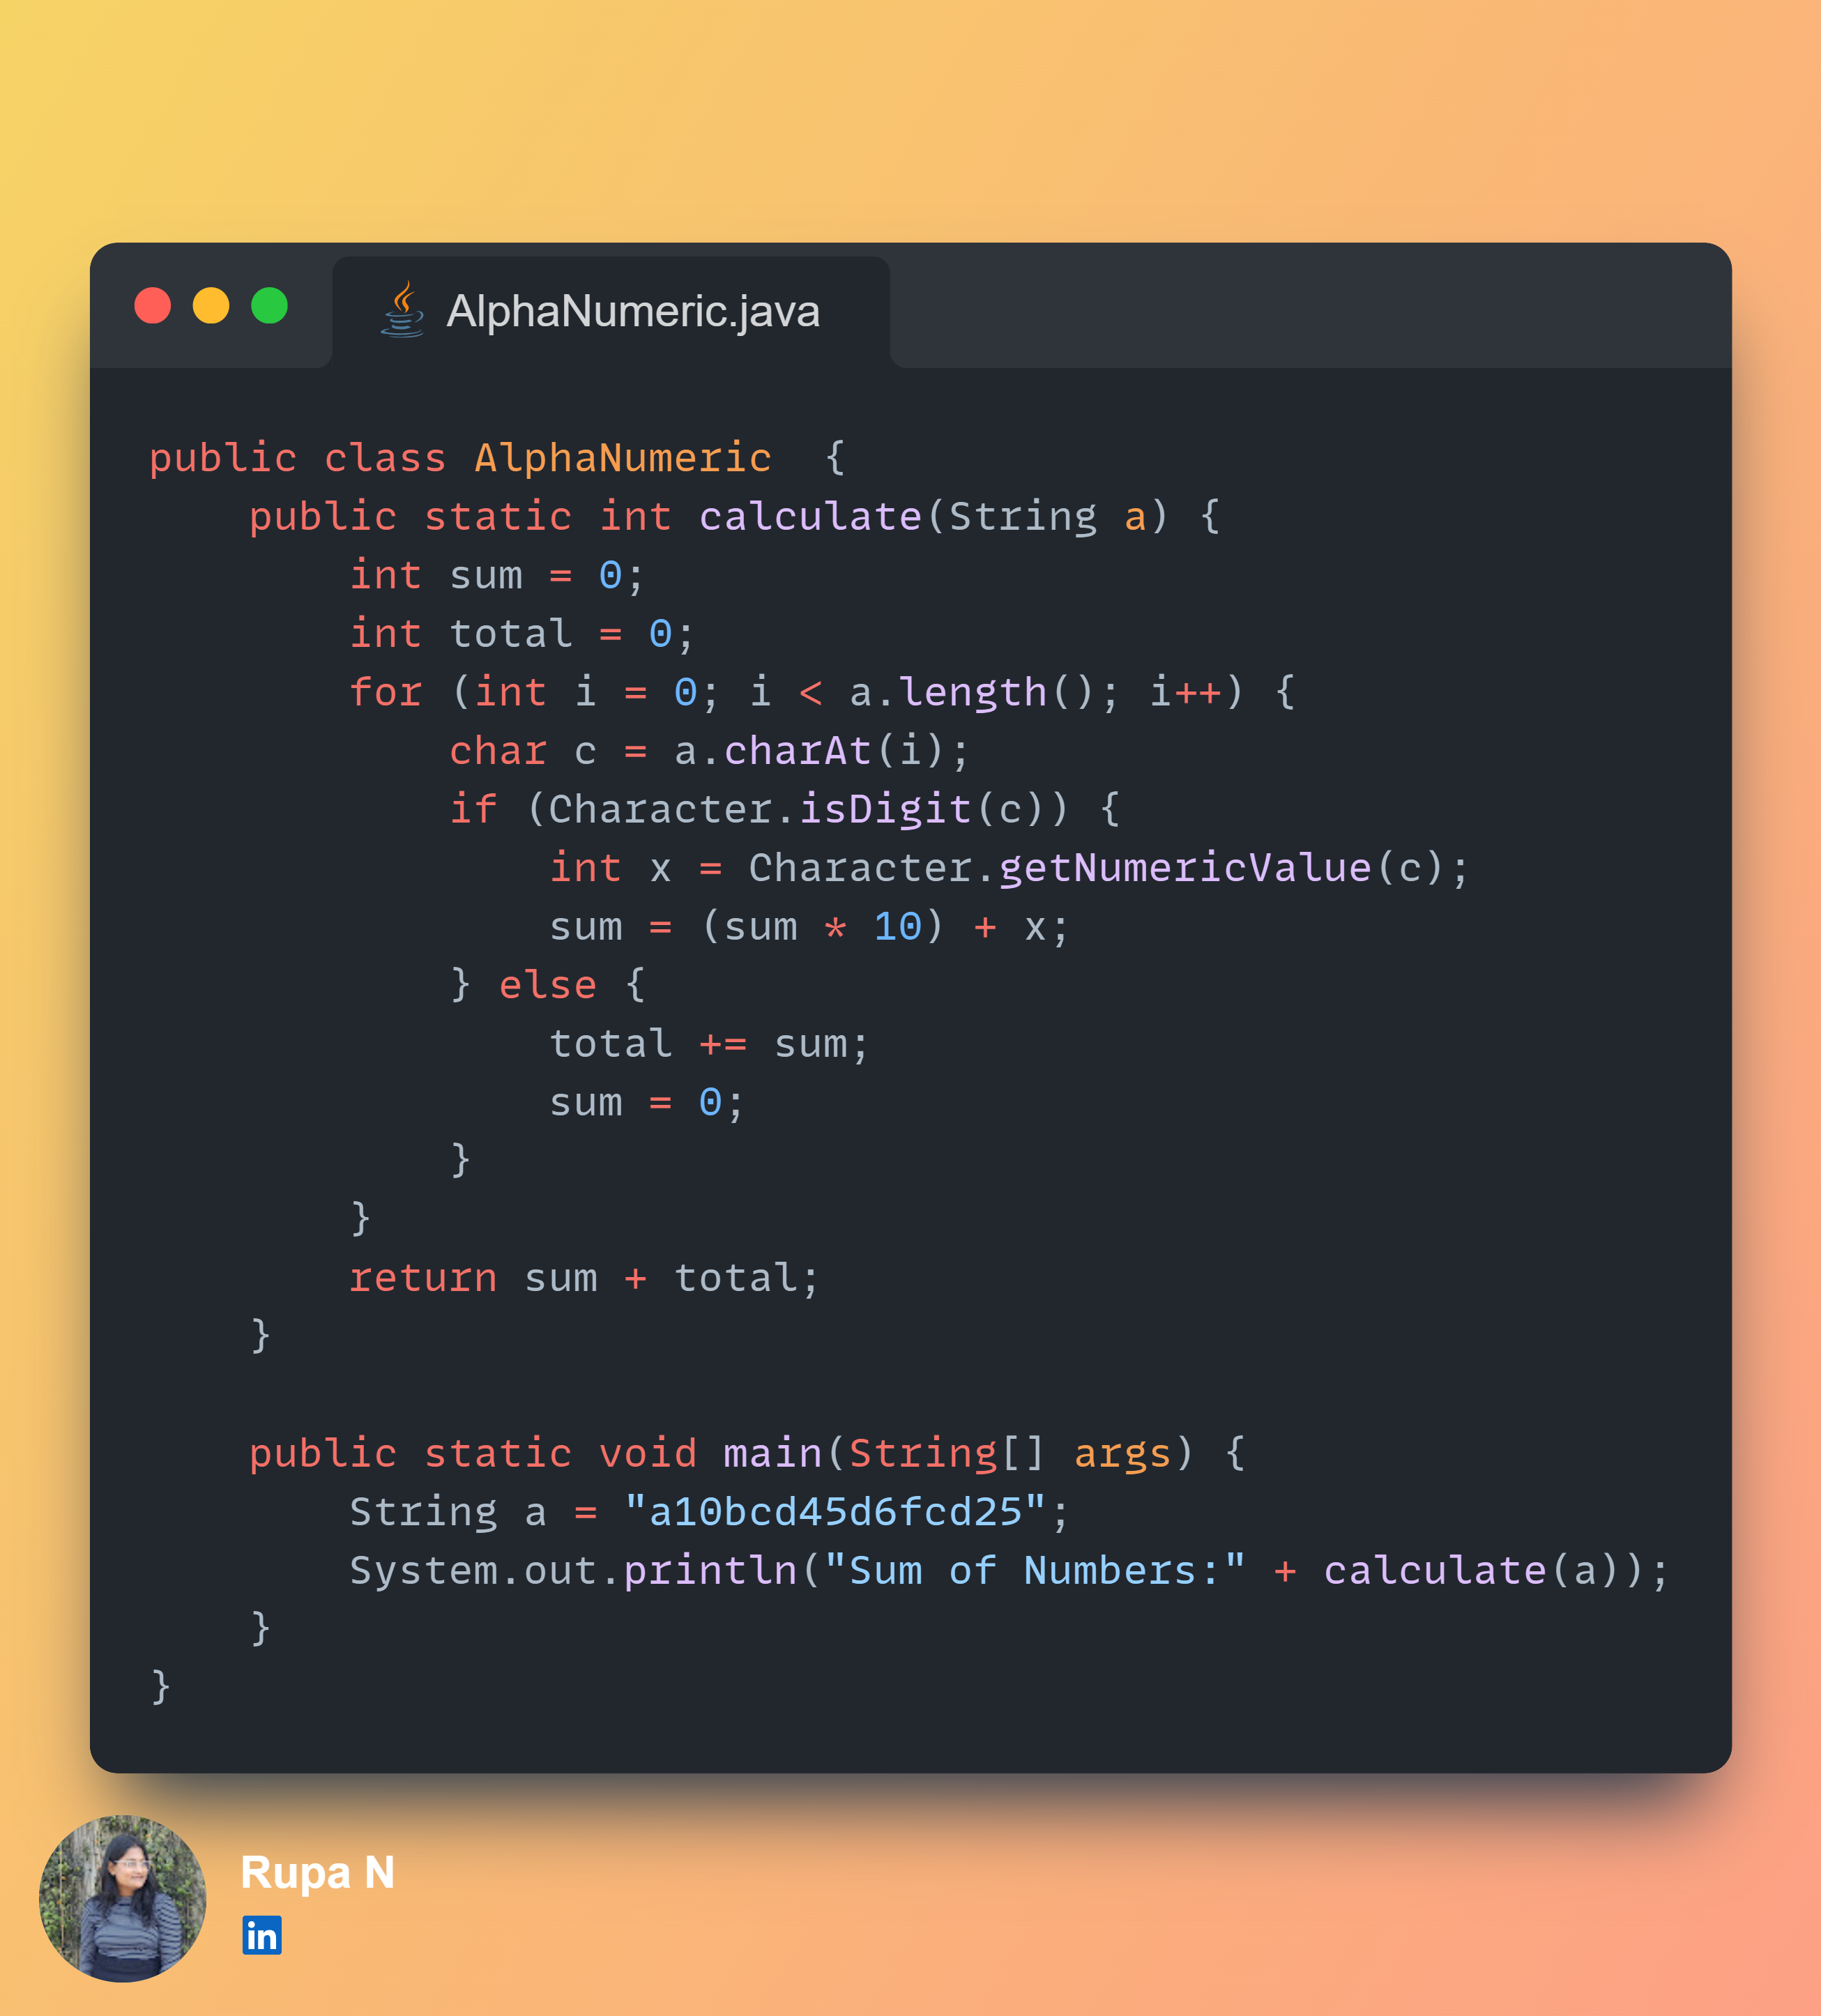 AlphaNumeric.java
public class AlphaNumeric  {
    public static int calculate(String a) {
        int sum = 0;
        int total = 0;
        for (int i = 0; i < a.length(); i++) {
            char c = a.charAt(i);
            if (Character.isDigit(c)) {
                int x = Character.getNumericValue(c);
                sum = (sum * 10) + x;
            } else {
                total += sum;
                sum = 0;
            }
        }
        return sum + total;
    }

    public static void main(String[] args) {
        String a = "a10bcd45d6fcd25";
        System.out.println("Sum of Numbers:" + calculate(a));
    }
}
Rupa N
in